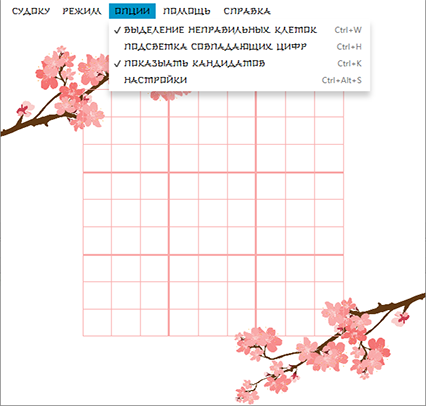 СУДОКУ РЕЖИМ ОПЦИИ ПОМОЩЬ СПРАВКА
✓ ВЫДЕЛЕНИЕ НЕПРАВИЛЬНЫХ КЛЕТОК Ctrl+W
ПОДСВЕТКА СОВПАДАЮЩИХ ЦИФР Ctrl+H
✓ ПОКАЗЫВАТЬ КАНДИДАТОВ Ctrl+K
НАСТРОЙКИ Ctrl+Alt+S